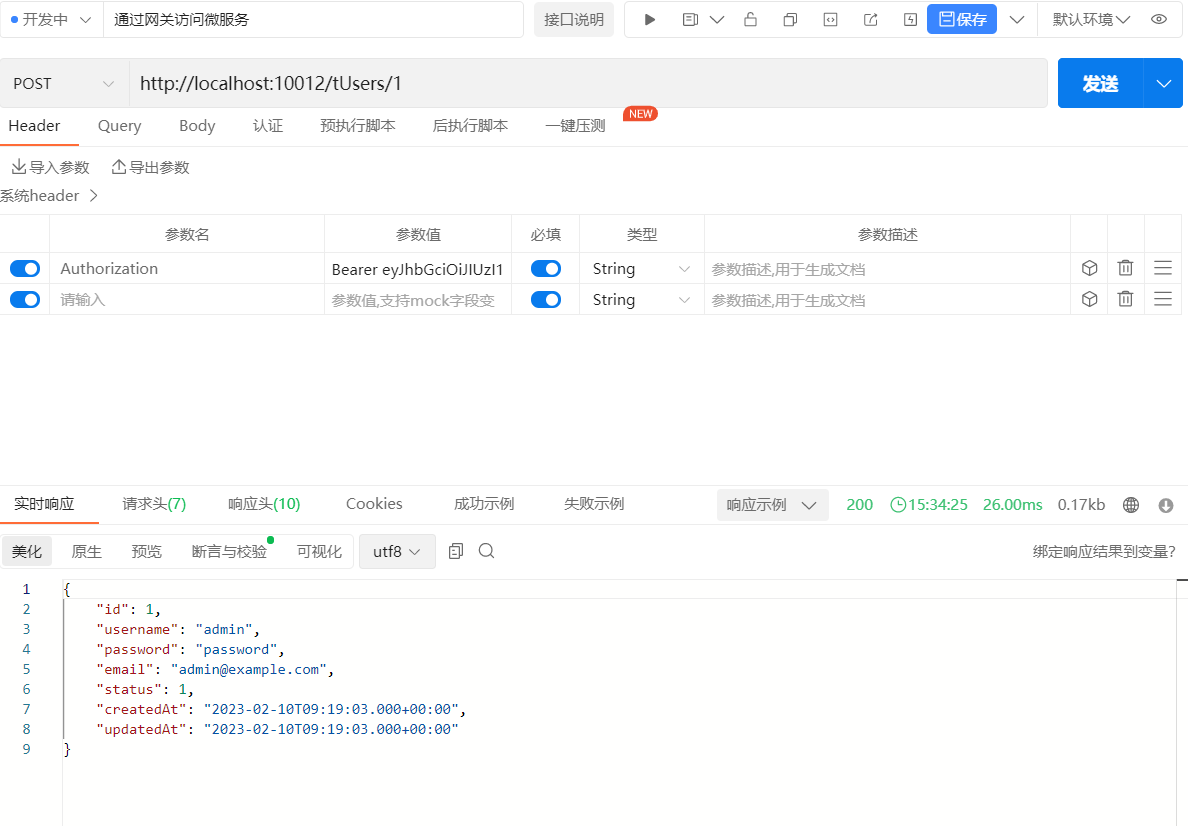 开发中 通过网关访问微服务 接口说明 保存 默认环境
POST http://localhost:10012/tUsers/1 发送
Header Query Body 认证 预执行脚本 后执行脚本 一键压测 NEW
导入参数 导出参数
系统header
参数名 参数值 必填 类型 参数描述
Authorization Bearer eyJhbGciOiJIUzI1 String 参数描述,用于生成文档
请输入 参数值,支持mock字段变 String 参数描述,用于生成文档
实时响应 请求头(7) 响应头(10) Cookies 成功示例 失败示例 响应示例 200 15:34:25 26.00ms 0.17kb
美化 原生 预览 断言与校验 可视化 utf8 绑定响应结果到变量?
1 {
2 "id": 1,
3 "username": "admin",
4 "password": "password",
5 "email": "admin@example.com",
6 "status": 1,
7 "createdAt": "2023-02-10T09:19:03.000+00:00",
8 "updatedAt": "2023-02-10T09:19:03.000+00:00"
9 }